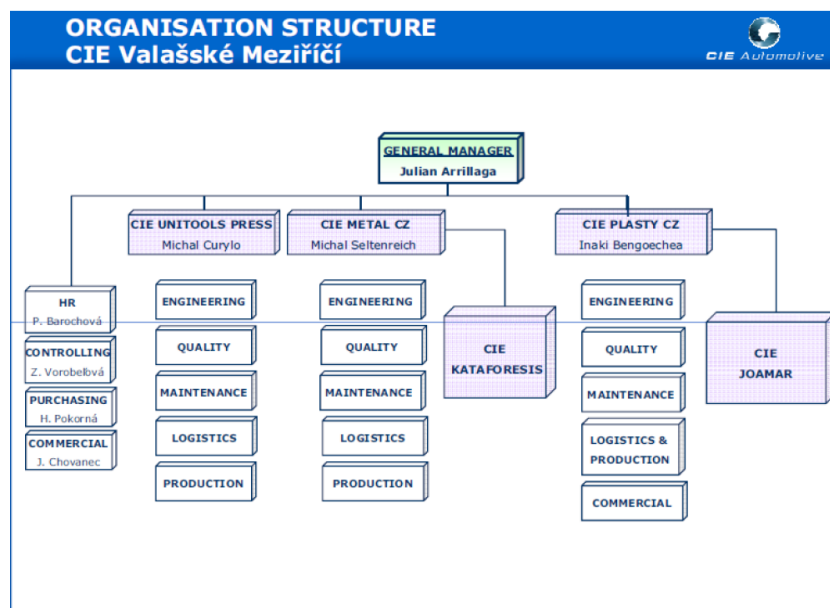 ORGANISATION STRUCTURE
CIE Valašské Meziříčí
CIE Automotive
GENERAL MANAGER
Julian Arrillaga
CIE UNITOOLS PRESS
Michal Curylo
CIE METAL CZ
Michal Seltenreich
CIE PLASTY CZ
Inaki Bengoechea
HR
P. Barochová
CONTROLLING
Z. Vorobeľová
PURCHASING
H. Pokorná
COMMERCIAL
J. Chovanec
ENGINEERING
QUALITY
MAINTENANCE
LOGISTICS
PRODUCTION
ENGINEERING
QUALITY
MAINTENANCE
LOGISTICS
PRODUCTION
CIE
KATAFORESIS
ENGINEERING
QUALITY
MAINTENANCE
LOGISTICS &
PRODUCTION
COMMERCIAL
CIE
JOAMAR